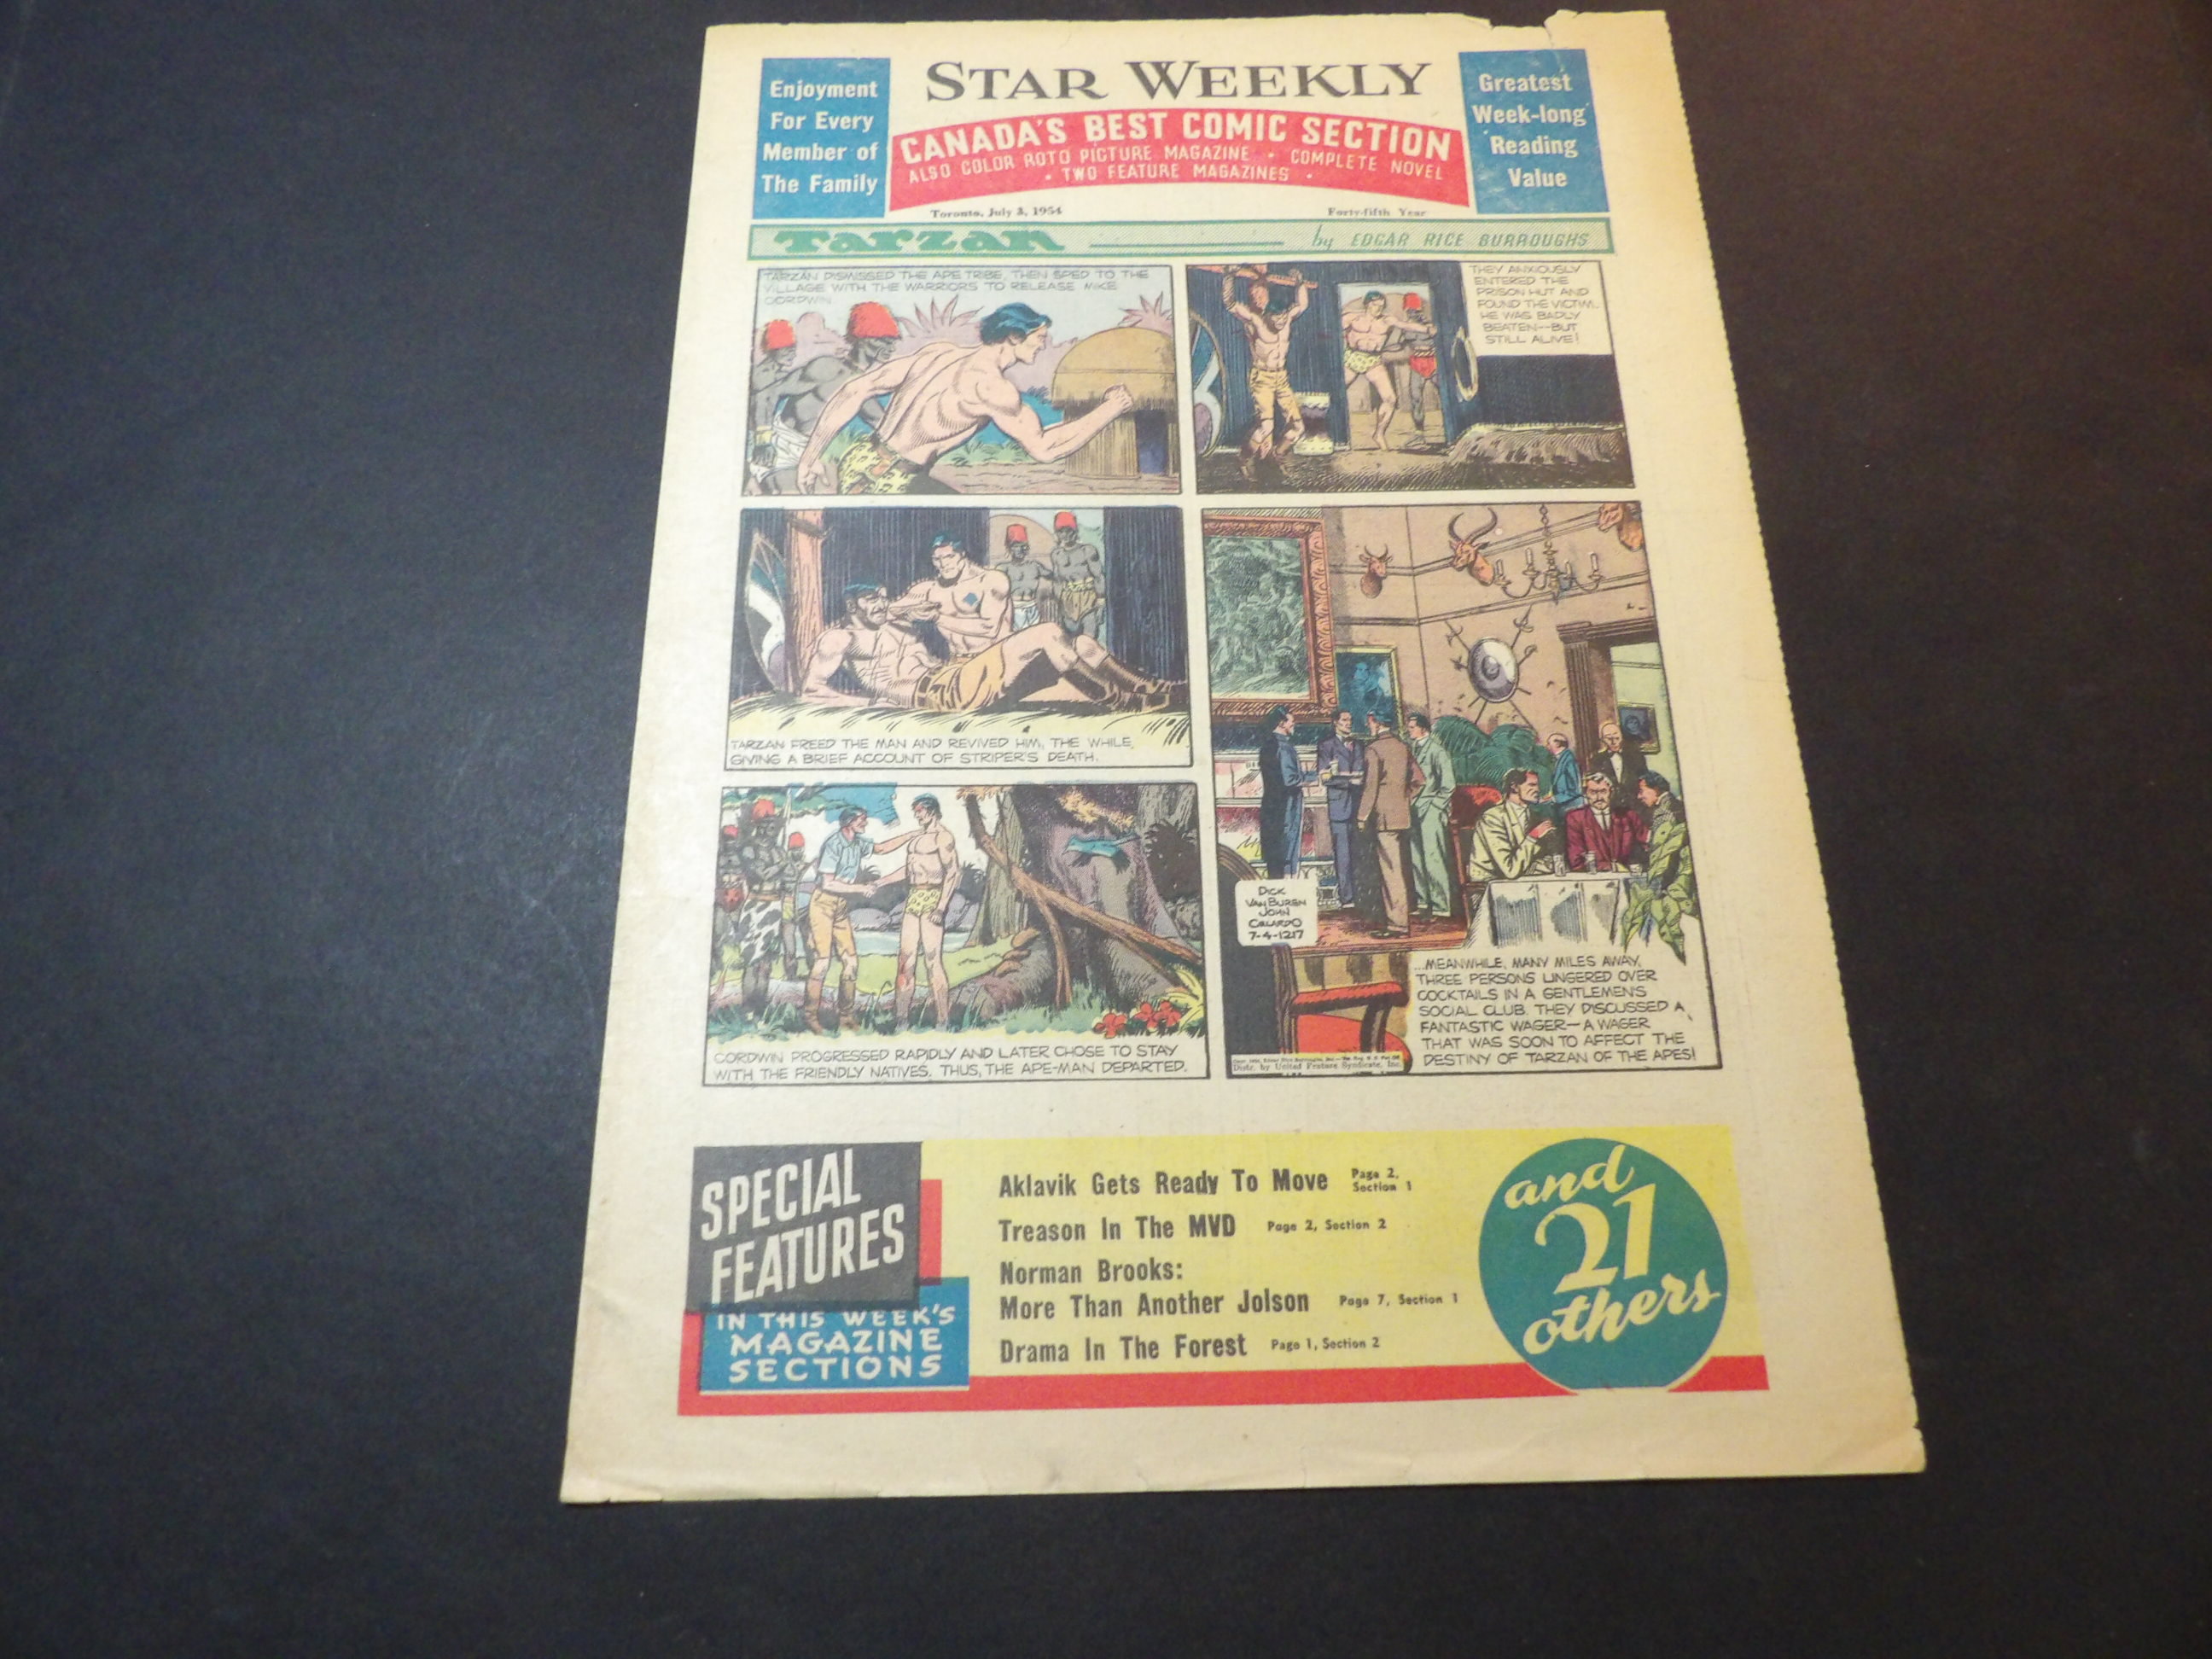 Enjoyment
For Every
Member of
The Family
STAR WEEKLY
CANADA'S BEST COMIC SECTION
ALSO COLOR ROTO PICTURE MAGAZINE • COMPLETE NOVEL
• TWO FEATURE MAGAZINES •
Greatest
Week-long
Reading
Value
Toronto, July 3, 1954
Forty-fifth Year
Tarzan
by EDGAR RICE BURROUGHS
TARZAN DISMISSED THE APE TRIBE, THEN SPED TO THE
VILLAGE WITH THE WARRIORS TO RELEASE MIKE
CORDWIN.
THEY ANXIOUSLY
ENTERED THE
PRISON HUT AND
FOUND THE VICTIM.
HE WAS BADLY
BEATEN--BUT
STILL ALIVE!
TARZAN FREED THE MAN AND REVIVED HIM, THE WHILE,
GIVING A BRIEF ACCOUNT OF STRIPER'S DEATH.
CORDWIN PROGRESSED RAPIDLY AND LATER CHOSE TO STAY
WITH THE FRIENDLY NATIVES. THUS, THE APE-MAN DEPARTED.
DICK
VAN BUREN
JOHN
CELARDO
7-4-1217
...MEANWHILE, MANY MILES AWAY,
THREE PERSONS LINGERED OVER
COCKTAILS IN A GENTLEMEN'S
SOCIAL CLUB. THEY DISCUSSED A
FANTASTIC WAGER—A WAGER
THAT WAS SOON TO AFFECT THE
DESTINY OF TARZAN OF THE APES!
Distr. by United Feature Syndicate, Inc.
SPECIAL
FEATURES
IN THIS WEEK'S
MAGAZINE
SECTIONS
Aklavik Gets Ready To Move Page 2,
Section 1
Treason In The MVD Page 2, Section 2
Norman Brooks:
More Than Another Jolson Page 7, Section 1
Drama In The Forest Page 1, Section 2
and
21
others